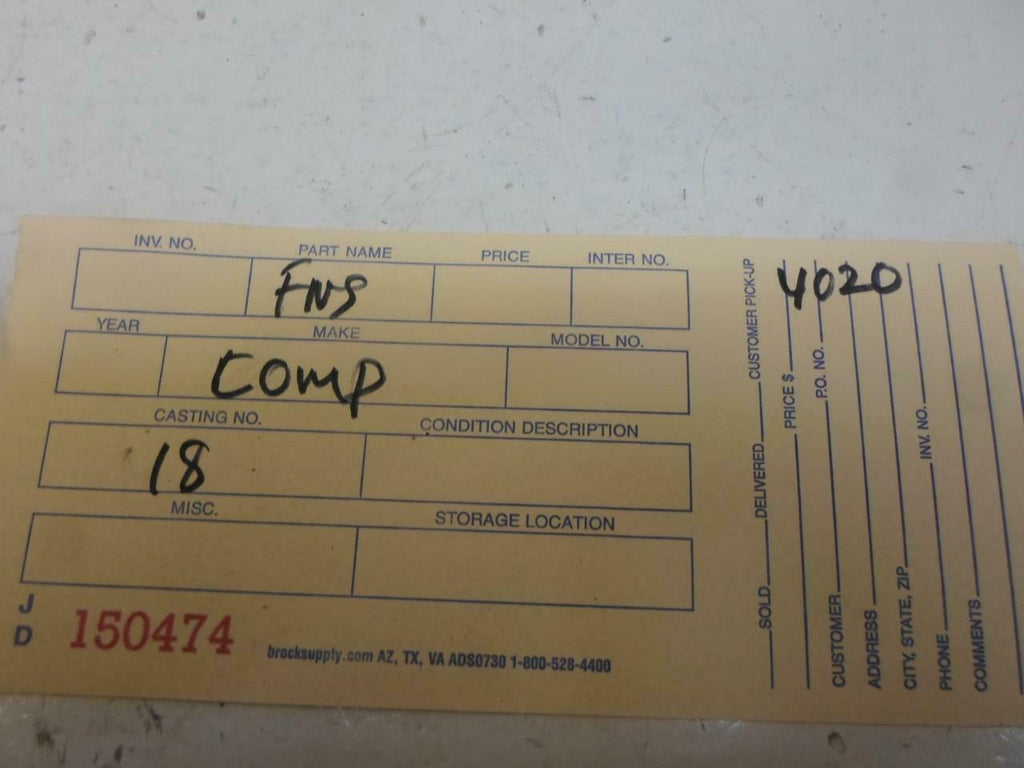 INV. NO. PART NAME PRICE INTER NO.
FNS
YEAR MAKE MODEL NO.
COMP
CASTING NO. CONDITION DESCRIPTION
18
MISC. STORAGE LOCATION
J D 150474 brocksupply.com AZ, TX, VA ADS0730 1-800-528-4400
4020
SOLD DELIVERED CUSTOMER PICK-UP
PRICE $
CUSTOMER P.O. NO.
ADDRESS
CITY, STATE, ZIP
PHONE INV. NO.
COMMENTS